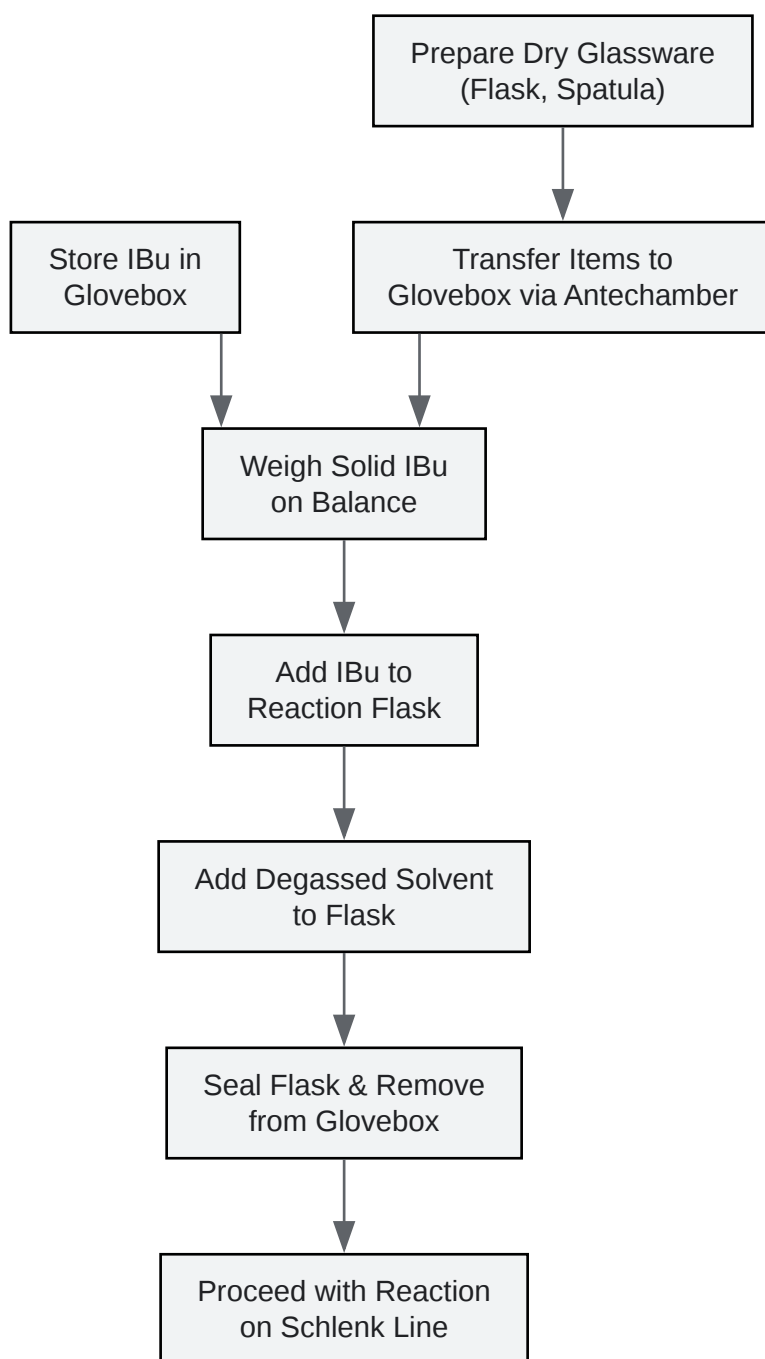 Prepare Dry Glassware
(Flask, Spatula)
Store IBu in
Glovebox
Transfer Items to
Glovebox via Antechamber
Weigh Solid IBu
on Balance
Add IBu to
Reaction Flask
Add Degassed Solvent
to Flask
Seal Flask & Remove
from Glovebox
Proceed with Reaction
on Schlenk Line